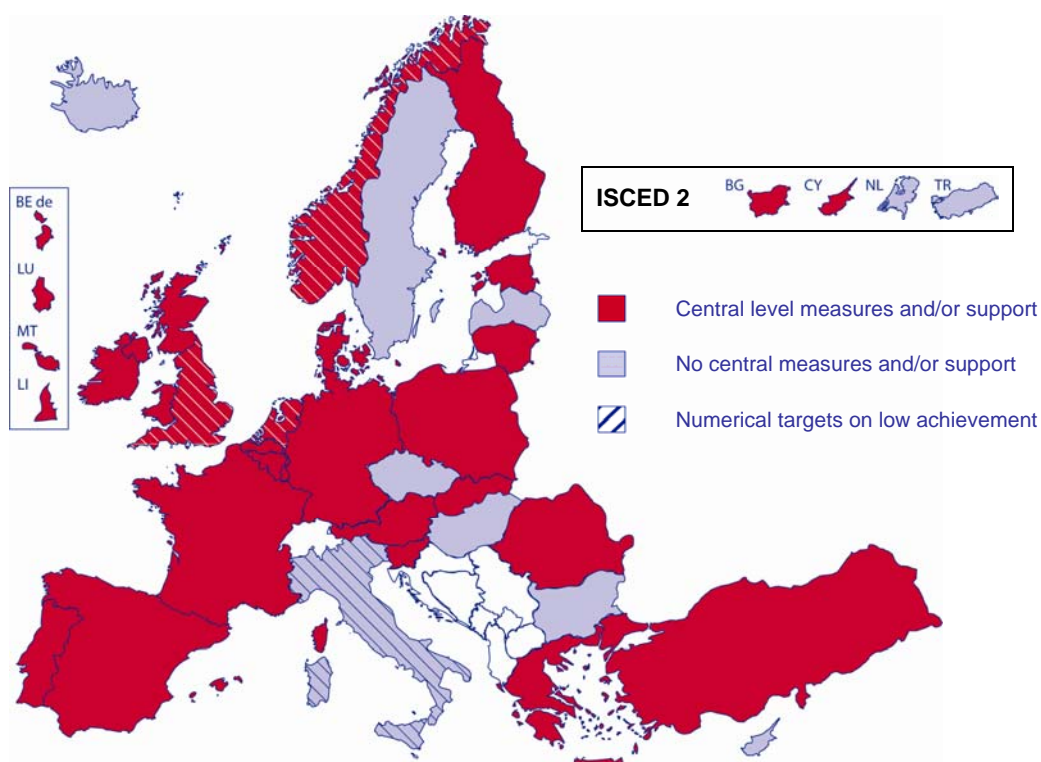 BE de
LU
MT
LI
ISCED 2
BG CY NL TR
Central level measures and/or support
No central measures and/or support
Numerical targets on low achievement